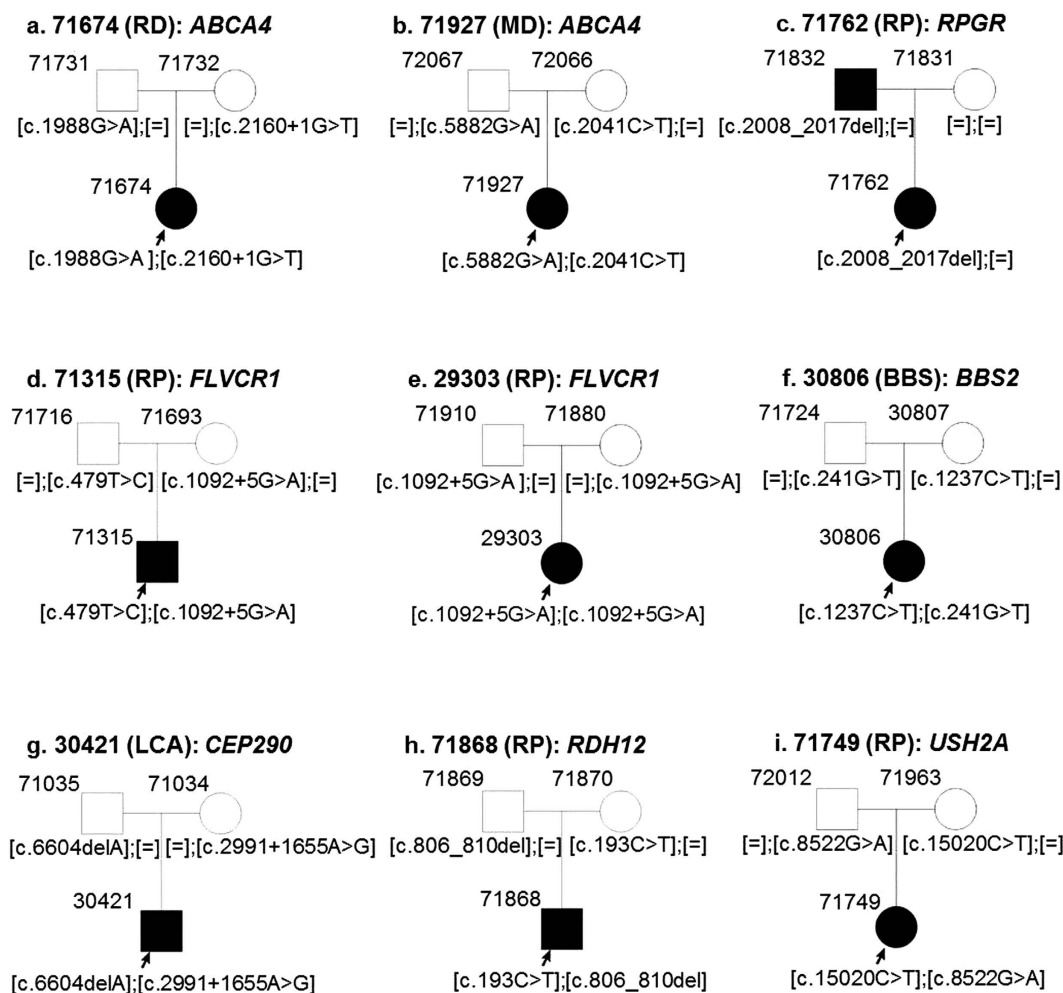 a. 71674 (RD): ABCA4
71731 71732
[c.1988G>A];[=] [=];[c.2160+1G>T]
71674
[c.1988G>A ];[c.2160+1G>T]
b. 71927 (MD): ABCA4
72067 72066
[=];[c.5882G>A] [c.2041C>T];[=]
71927
[c.5882G>A];[c.2041C>T]
c. 71762 (RP): RPGR
71832 71831
[c.2008_2017del];[=] [=];[=]
71762
[c.2008_2017del];[=]
d. 71315 (RP): FLVCR1
71716 71693
[=];[c.479T>C] [c.1092+5G>A];[=]
71315
[c.479T>C];[c.1092+5G>A]
e. 29303 (RP): FLVCR1
71910 71880
[c.1092+5G>A ];[=] [=];[c.1092+5G>A]
29303
[c.1092+5G>A];[c.1092+5G>A]
f. 30806 (BBS): BBS2
71724 30807
[=];[c.241G>T] [c.1237C>T];[=]
30806
[c.1237C>T];[c.241G>T]
g. 30421 (LCA): CEP290
71035 71034
[c.6604delA];[=] [=];[c.2991+1655A>G]
30421
[c.6604delA];[c.2991+1655A>G]
h. 71868 (RP): RDH12
71869 71870
[c.806_810del];[=] [c.193C>T];[=]
71868
[c.193C>T];[c.806_810del]
i. 71749 (RP): USH2A
72012 71963
[=];[c.8522G>A] [c.15020C>T];[=]
71749
[c.15020C>T];[c.8522G>A]